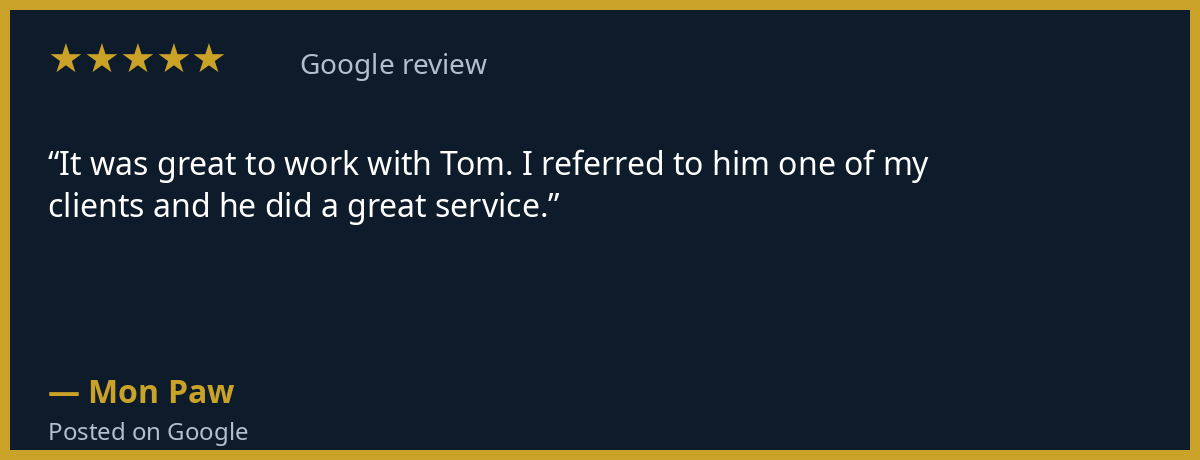 ★★★★★ Google review
“It was great to work with Tom. I referred to him one of my
clients and he did a great service.”
— Mon Paw
Posted on Google